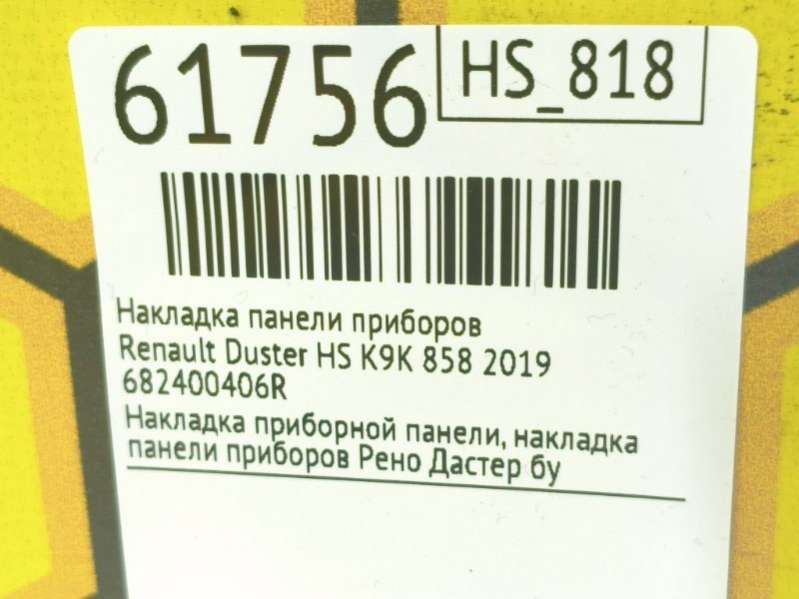 61756
HS_818
Накладка панели приборов
Renault Duster HS K9K 858 2019
682400406R
Накладка приборной панели, накладка
панели приборов Рено Дастер бу